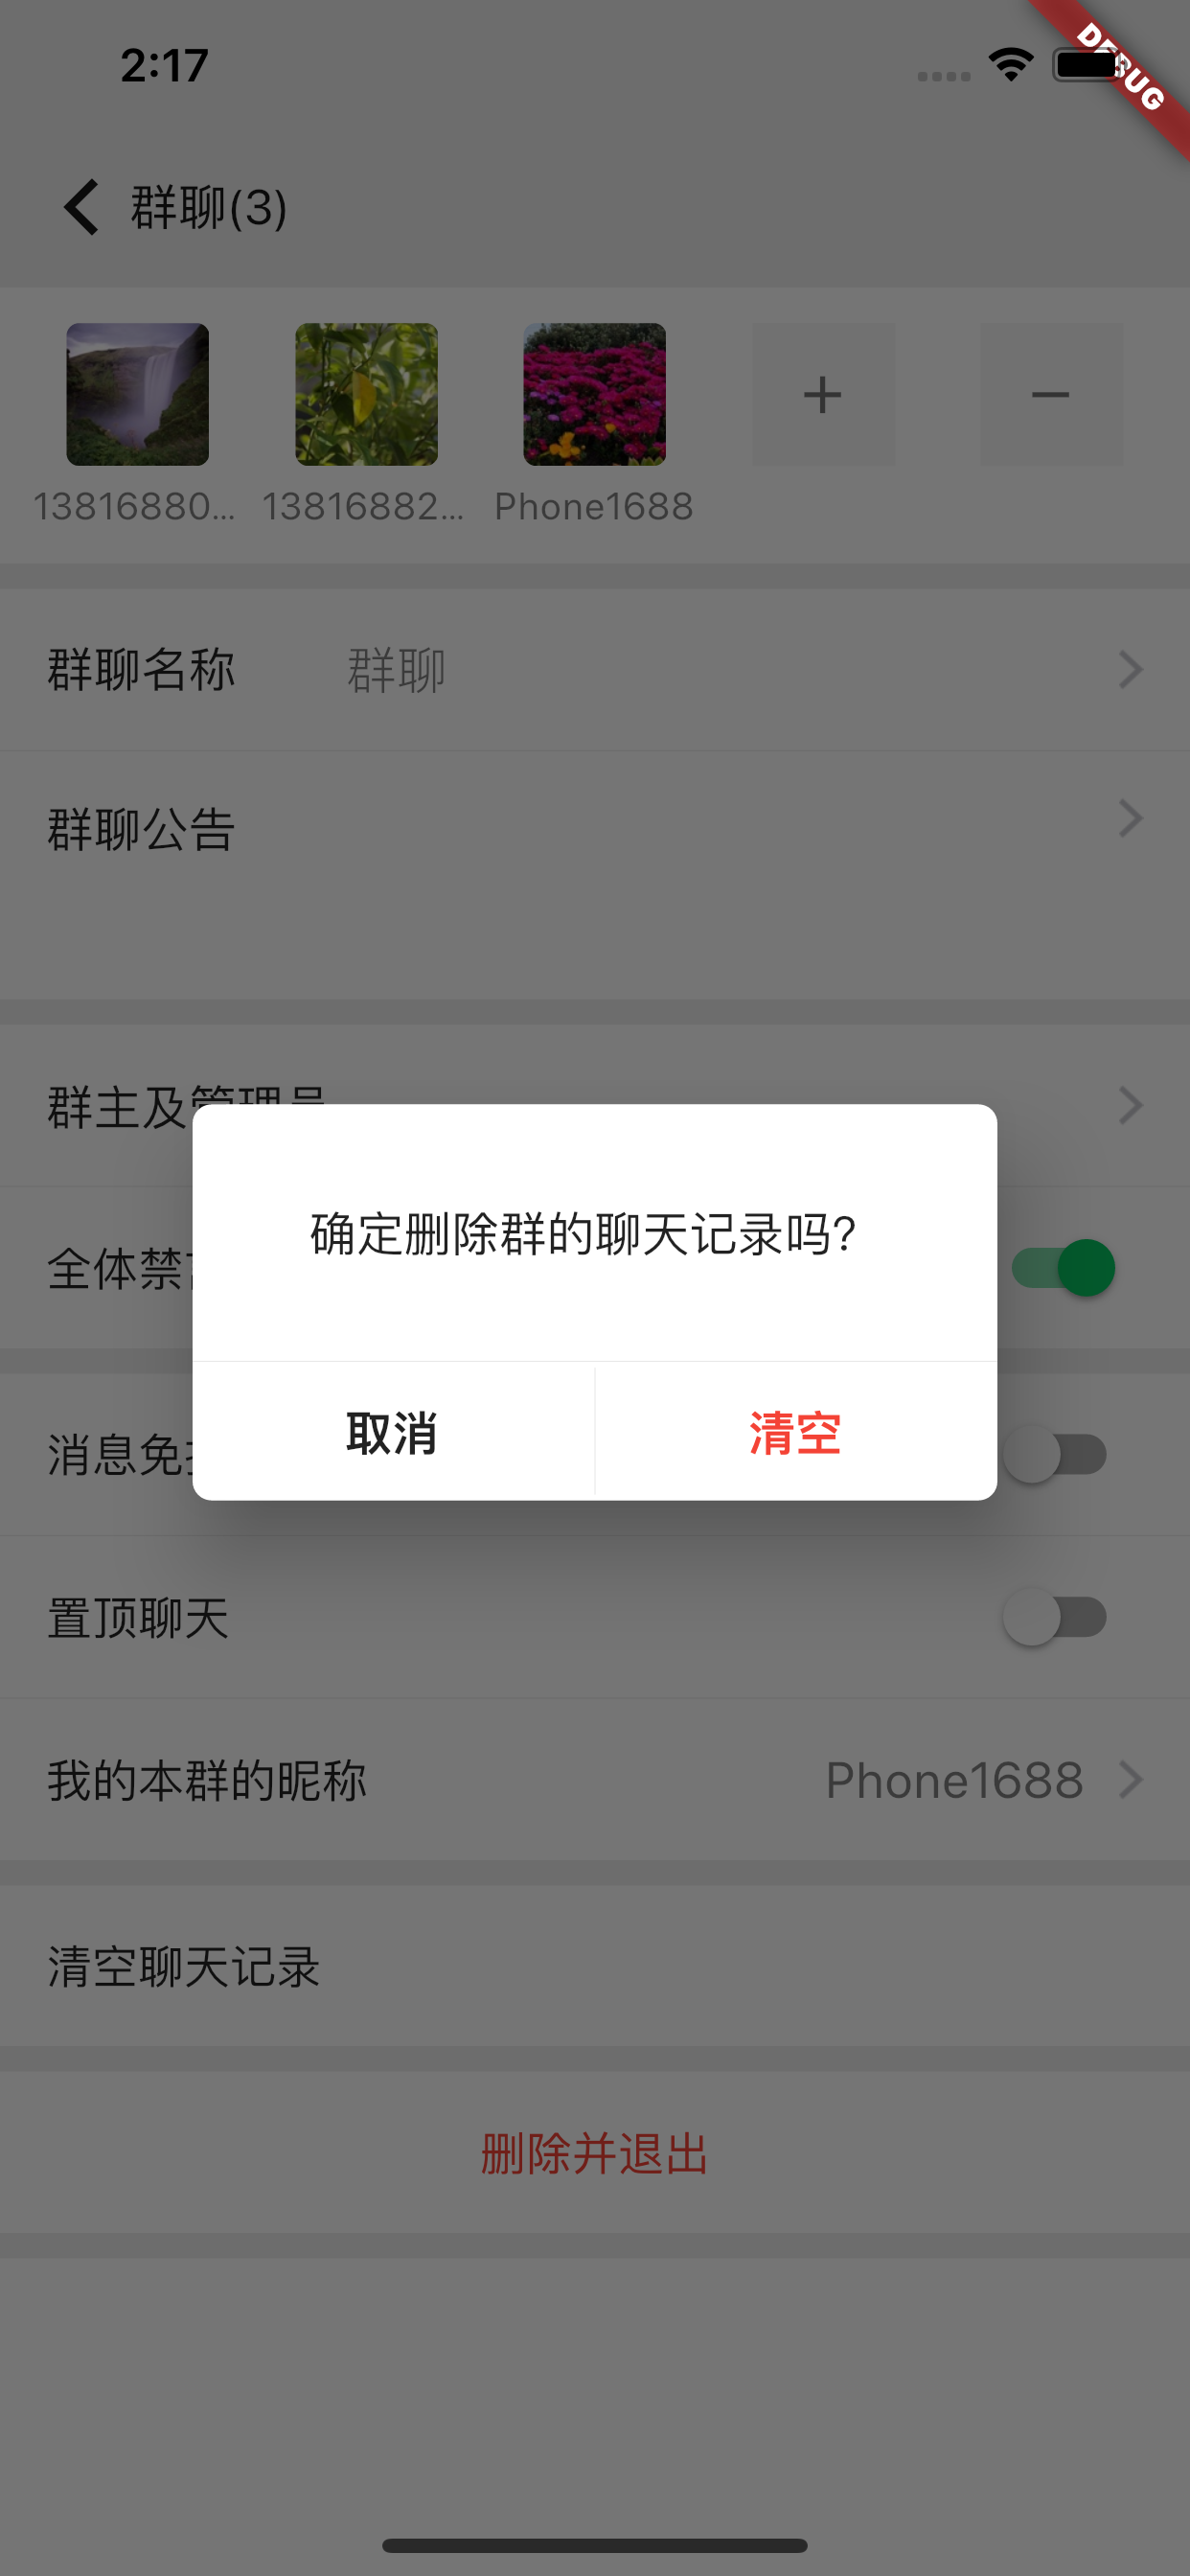 2:17
DEBUG
群聊(3)
13816880...
13816882...
Phone1688
群聊名称
群聊
群聊公告
群主及管理员
全体禁
确定删除群的聊天记录吗?
取消
清空
消息免
置顶聊天
我的本群的昵称
Phone1688
清空聊天记录
删除并退出